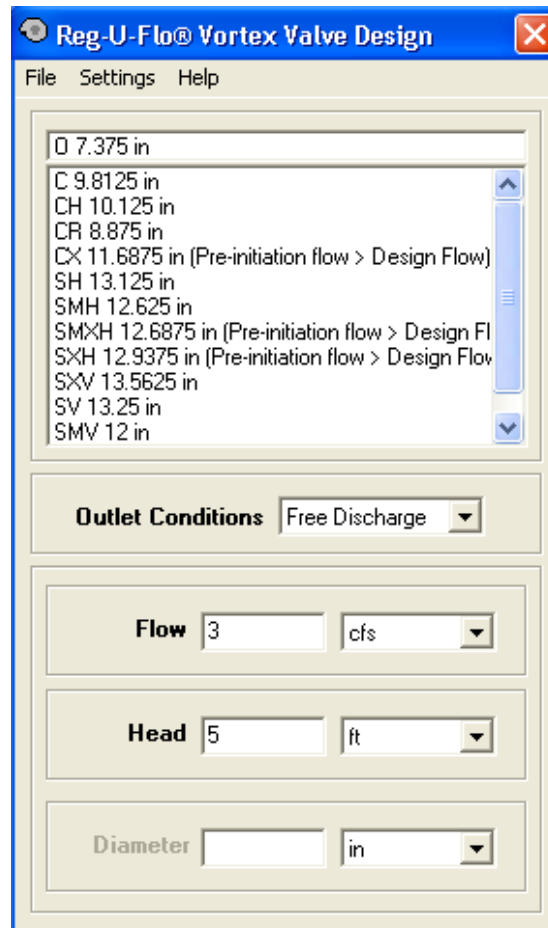 Reg-U-Flo® Vortex Valve Design
File Settings Help
O 7.375 in
C 9.8125 in
CH 10.125 in
CR 8.875 in
CX 11.6875 in (Pre-initiation flow > Design Flow)
SH 13.125 in
SMH 12.625 in
SMXH 12.6875 in (Pre-initiation flow > Design Fl
SXH 12.9375 in (Pre-initiation flow > Design Flow
SXV 13.5625 in
SV 13.25 in
SMV 12 in
Outlet Conditions Free Discharge
Flow 3 cfs
Head 5 ft
Diameter in